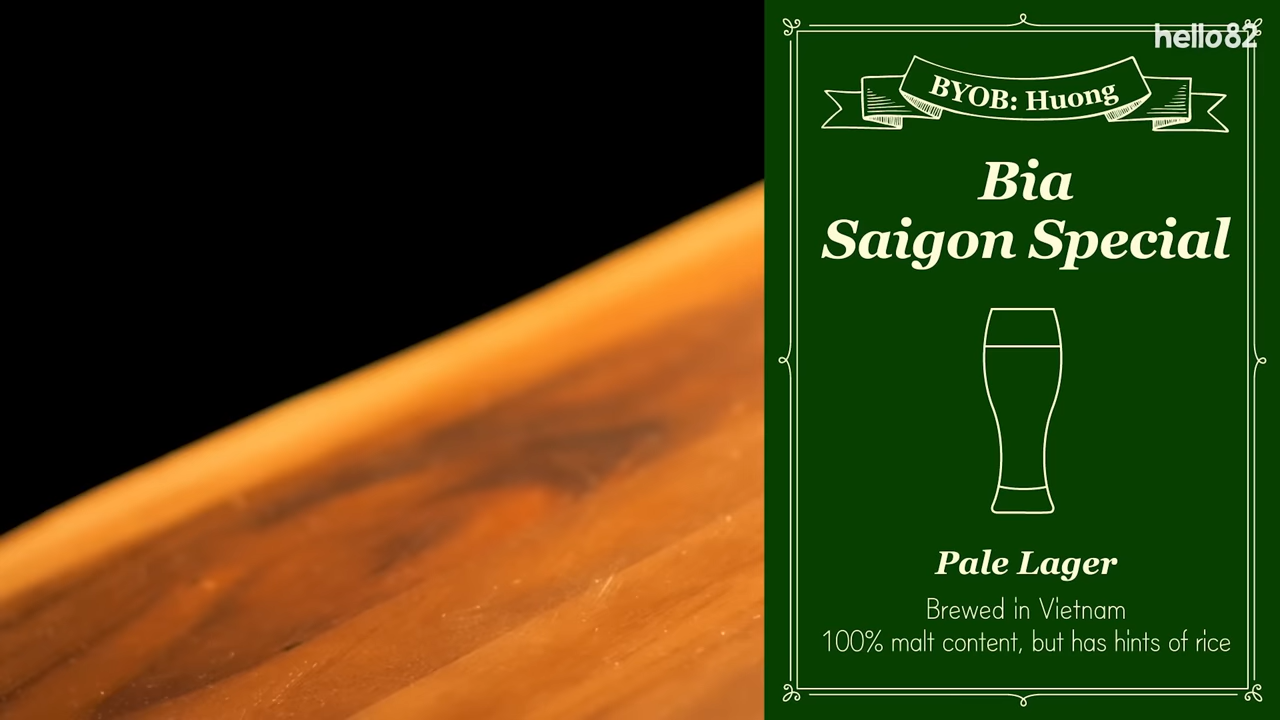 hello82
BYOB: Huong
Bia
Saigon Special
Pale Lager
Brewed in Vietnam
100% malt content, but has hints of rice